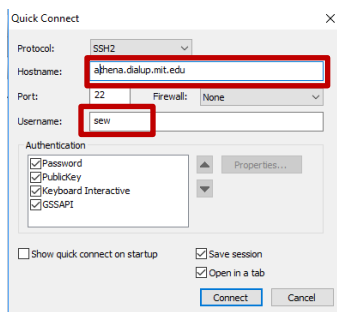 Quick Connect
Protocol: SSH2
Hostname: athena.dialup.mit.edu
Port: 22 Firewall: None
Username: sew
Authentication
Password
PublicKey Properties...
Keyboard Interactive
GSSAPI
Show quick connect on startup Save session
Open in a tab
Connect Cancel